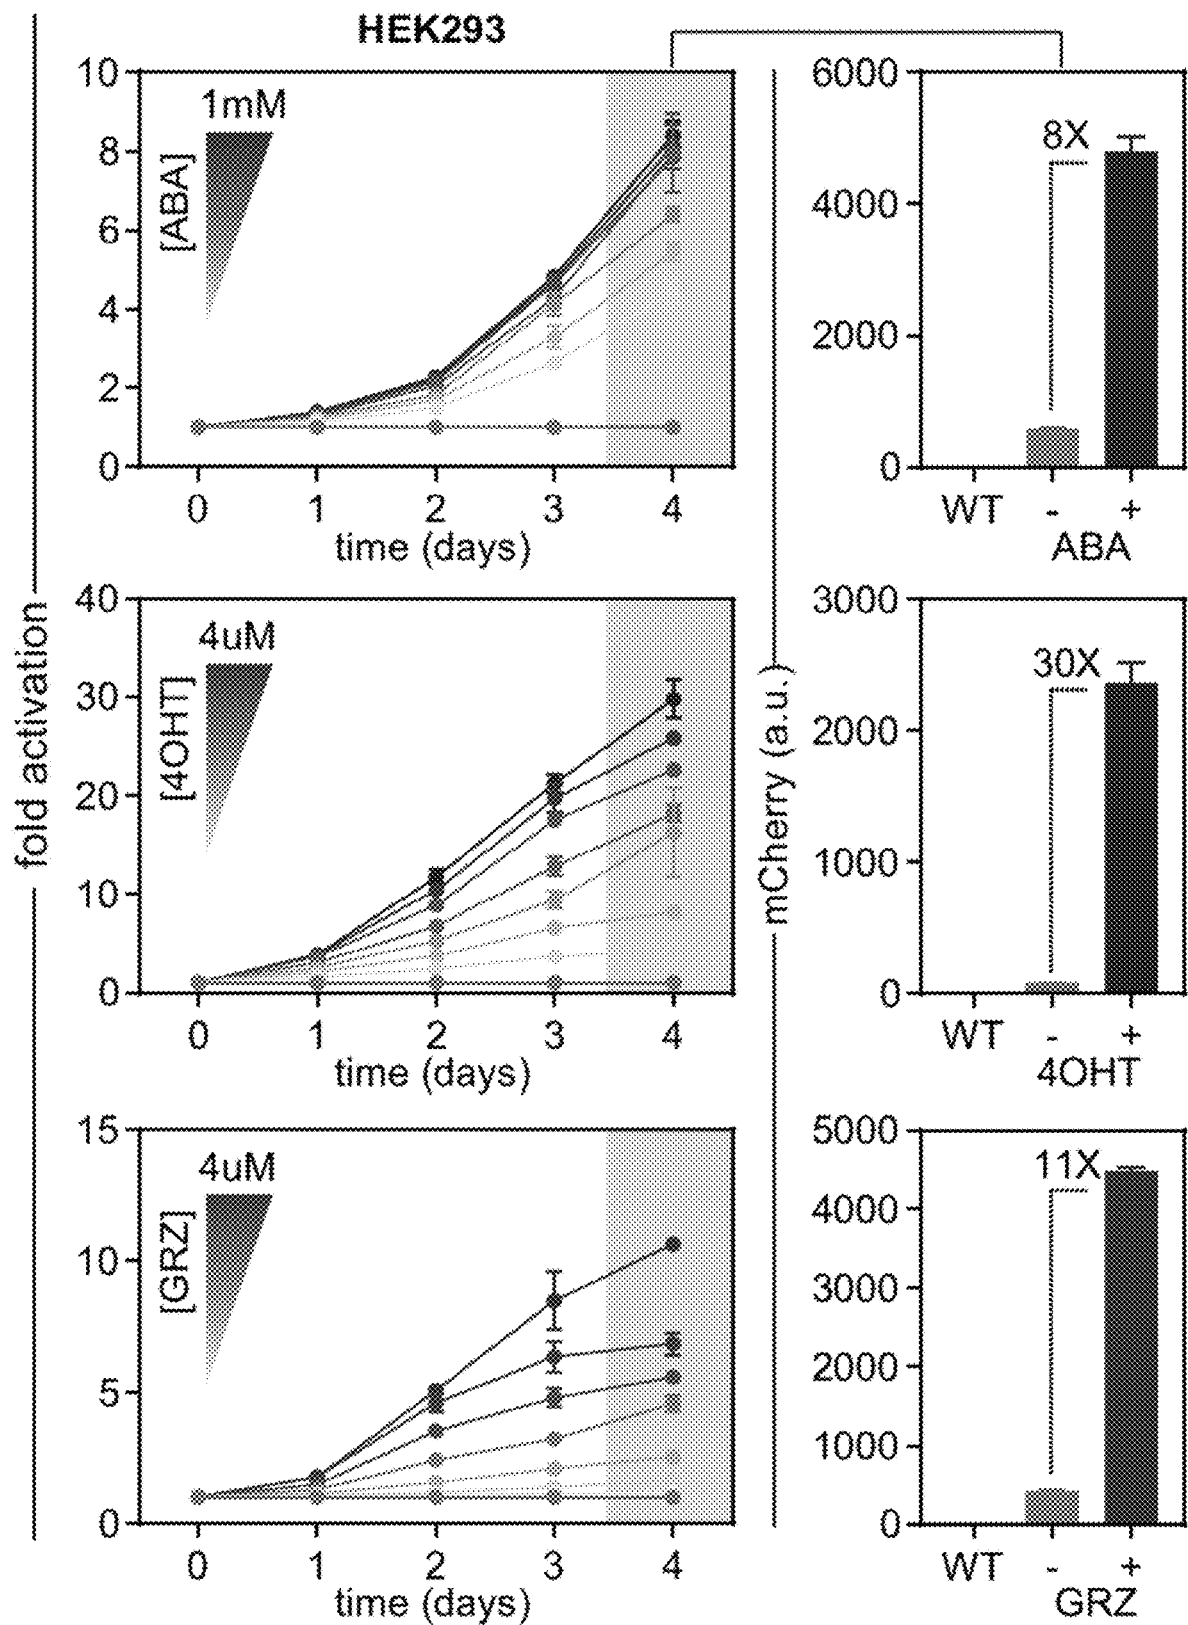 HEK293
fold activation
10
8
6
4
2
0
1mM
[ABA]
0 1 2 3 4
time (days)
mCherry (a.u.)
6000
4000
2000
0
8X
WT - +
ABA
40
30
20
10
0
4uM
[4OHT]
0 1 2 3 4
time (days)
3000
2000
1000
0
30X
WT - +
4OHT
15
10
5
0
4uM
[GRZ]
0 1 2 3 4
time (days)
5000
4000
3000
2000
1000
0
11X
WT - +
GRZ